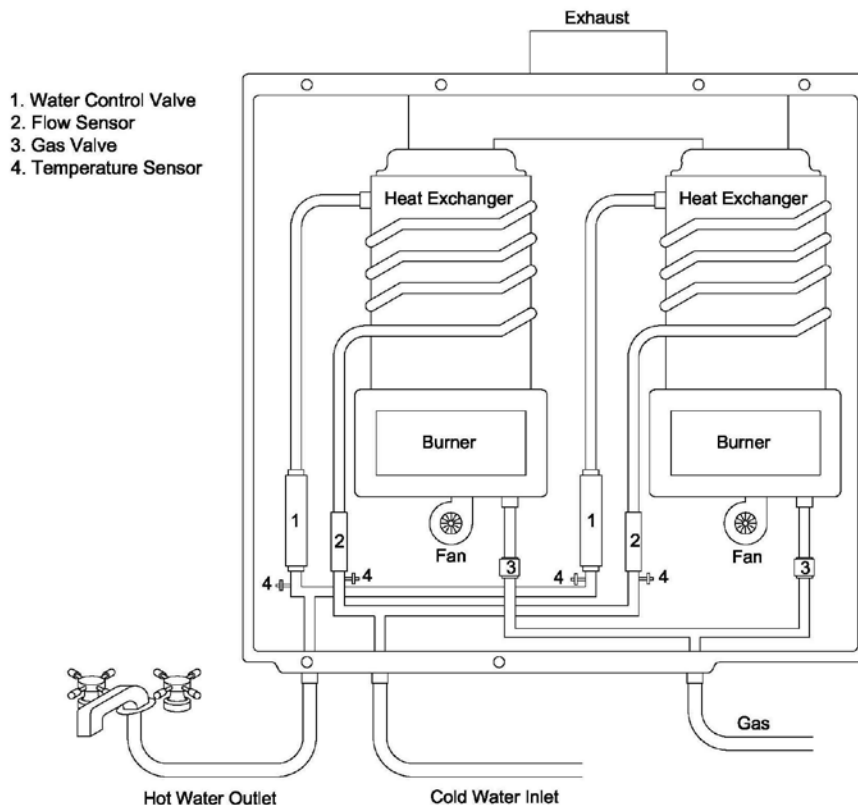 Exhaust
1. Water Control Valve
2. Flow Sensor
3. Gas Valve
4. Temperature Sensor
Heat Exchanger
Heat Exchanger
Burner
Burner
1
2
1
2
Fan
Fan
3
3
4
4
4
4
Gas
Hot Water Outlet
Cold Water Inlet